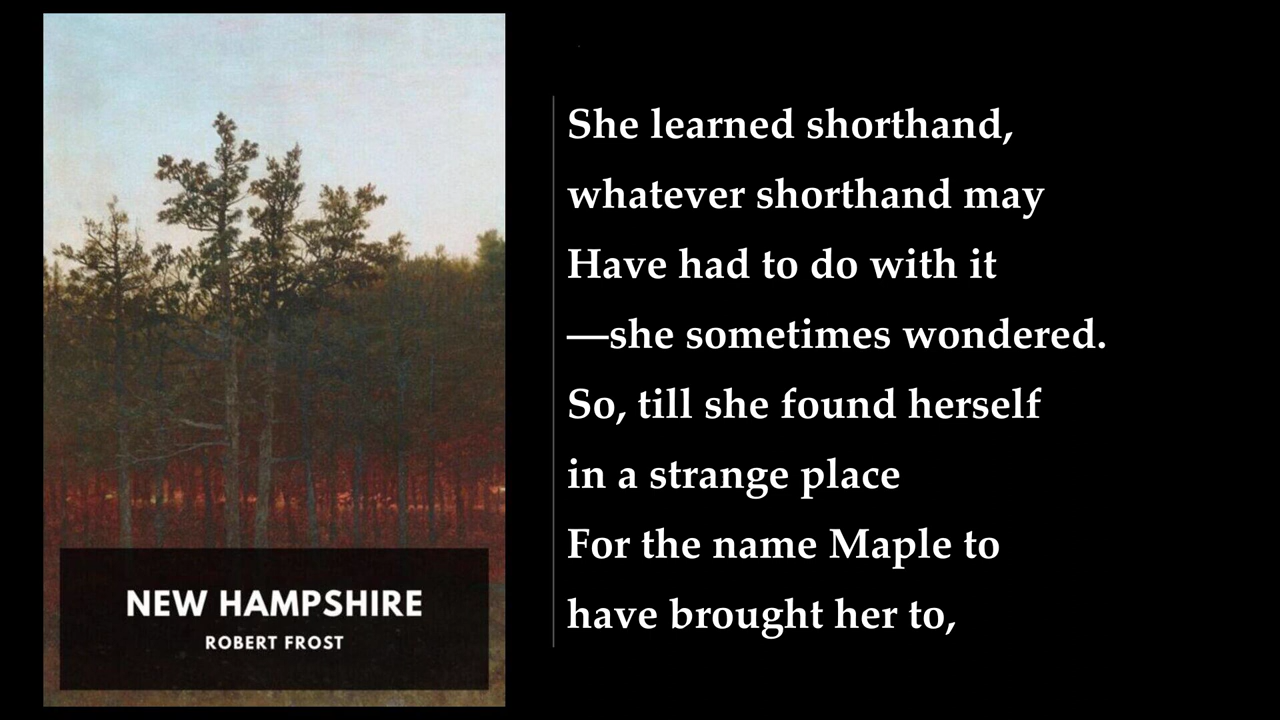 NEW HAMPSHIRE
ROBERT FROST
She learned shorthand,
whatever shorthand may
Have had to do with it
—she sometimes wondered.
So, till she found herself
in a strange place
For the name Maple to
have brought her to,